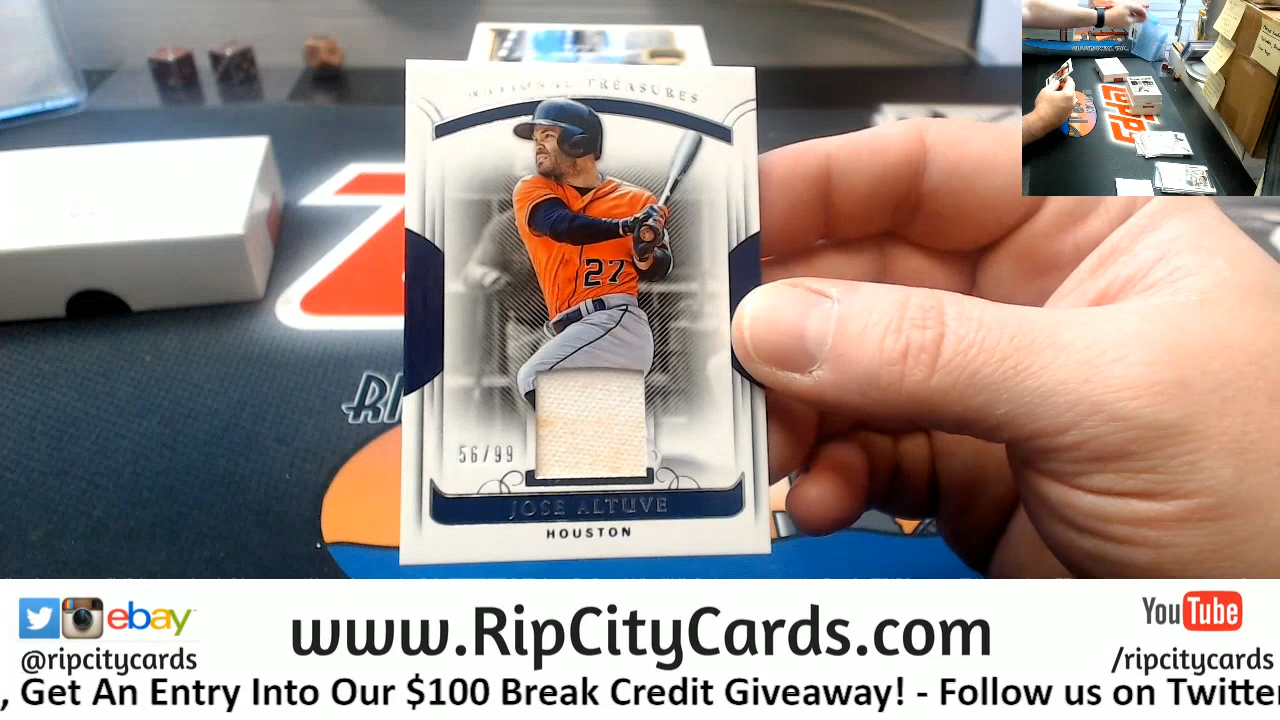 NATIONAL TREASURES
27
56/99
JOSE ALTUVE
HOUSTON
RI
ebay
@ripcitycards
www.RipCityCards.com
YouTube
/ripcitycards
, Get An Entry Into Our $100 Break Credit Giveaway! - Follow us on Twitter